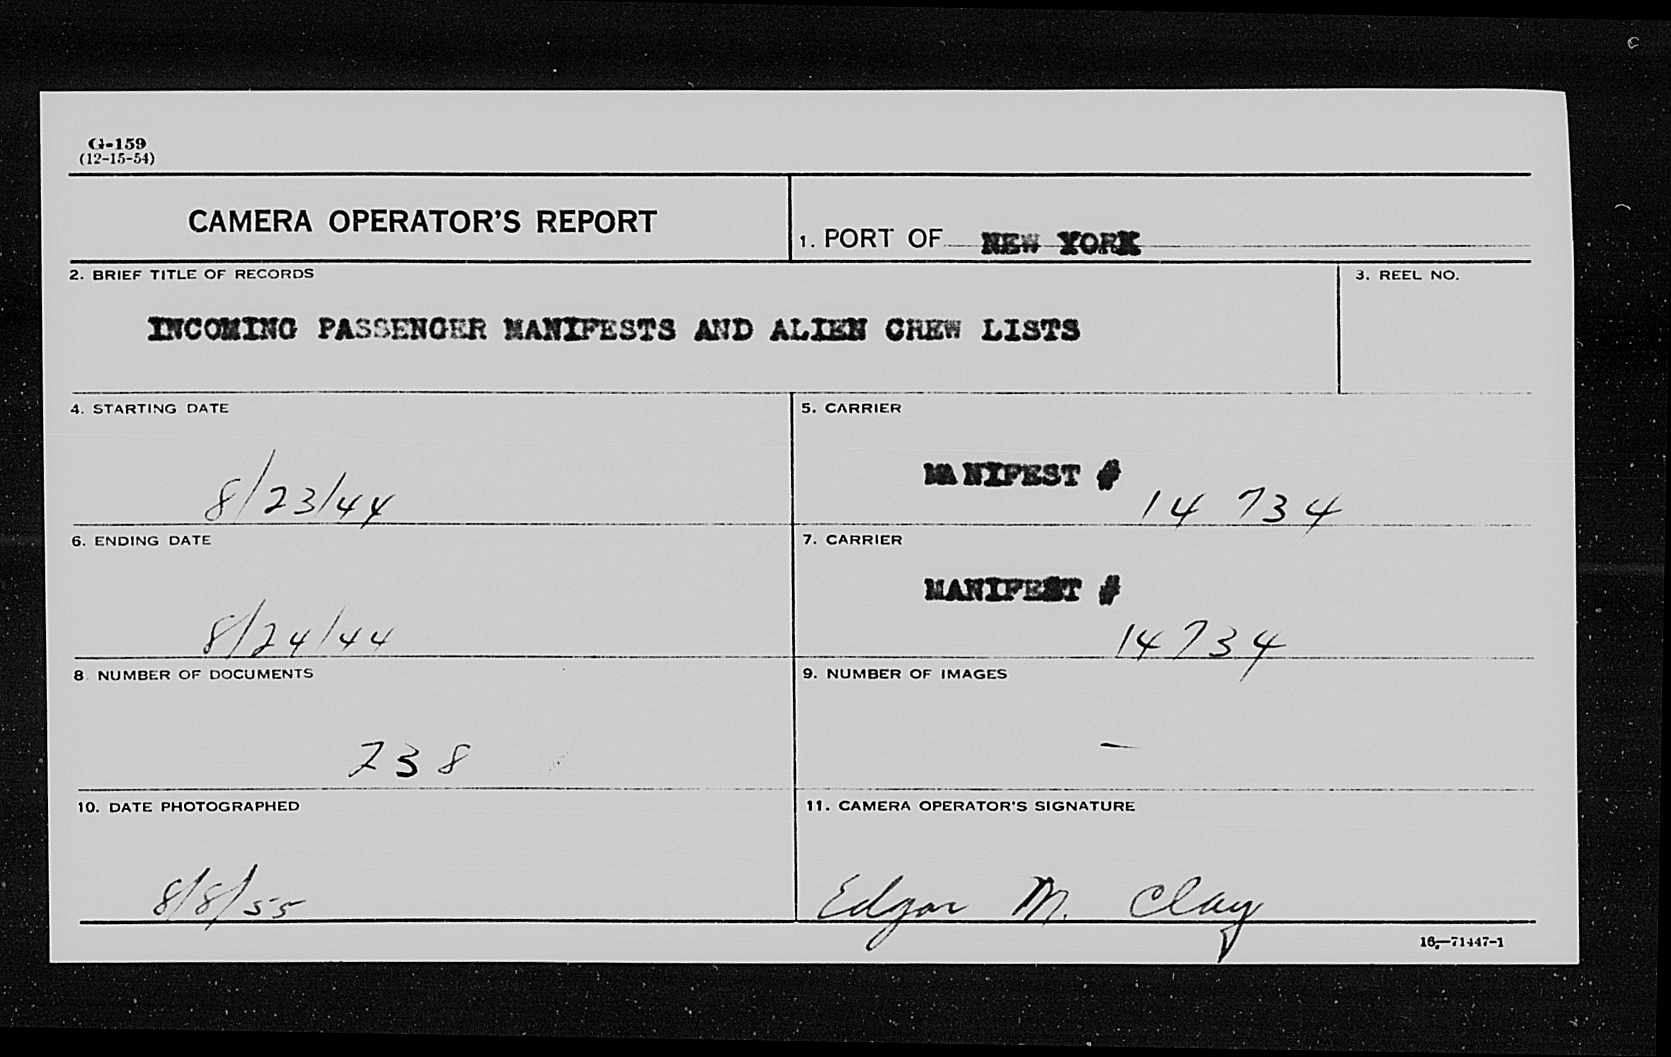 G-159
(12-15-54)
CAMERA OPERATOR'S REPORT
1. PORT OF NEW YORK
2. BRIEF TITLE OF RECORDS
3. REEL NO.
INCOMING PASSENGER MANIFESTS AND ALIEN CREW LISTS
4. STARTING DATE
5. CARRIER
MANIFEST #
8/23/44
14 734
6. ENDING DATE
7. CARRIER
MANIFEST #
8/24/44
14734
8. NUMBER OF DOCUMENTS
9. NUMBER OF IMAGES
238
—
10. DATE PHOTOGRAPHED
11. CAMERA OPERATOR'S SIGNATURE
8/8/55
Edgar M. Clay
16—71447-1